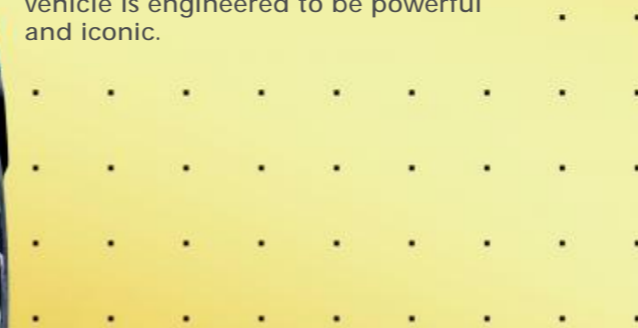 vehicle is engineered to be powerful
and iconic.